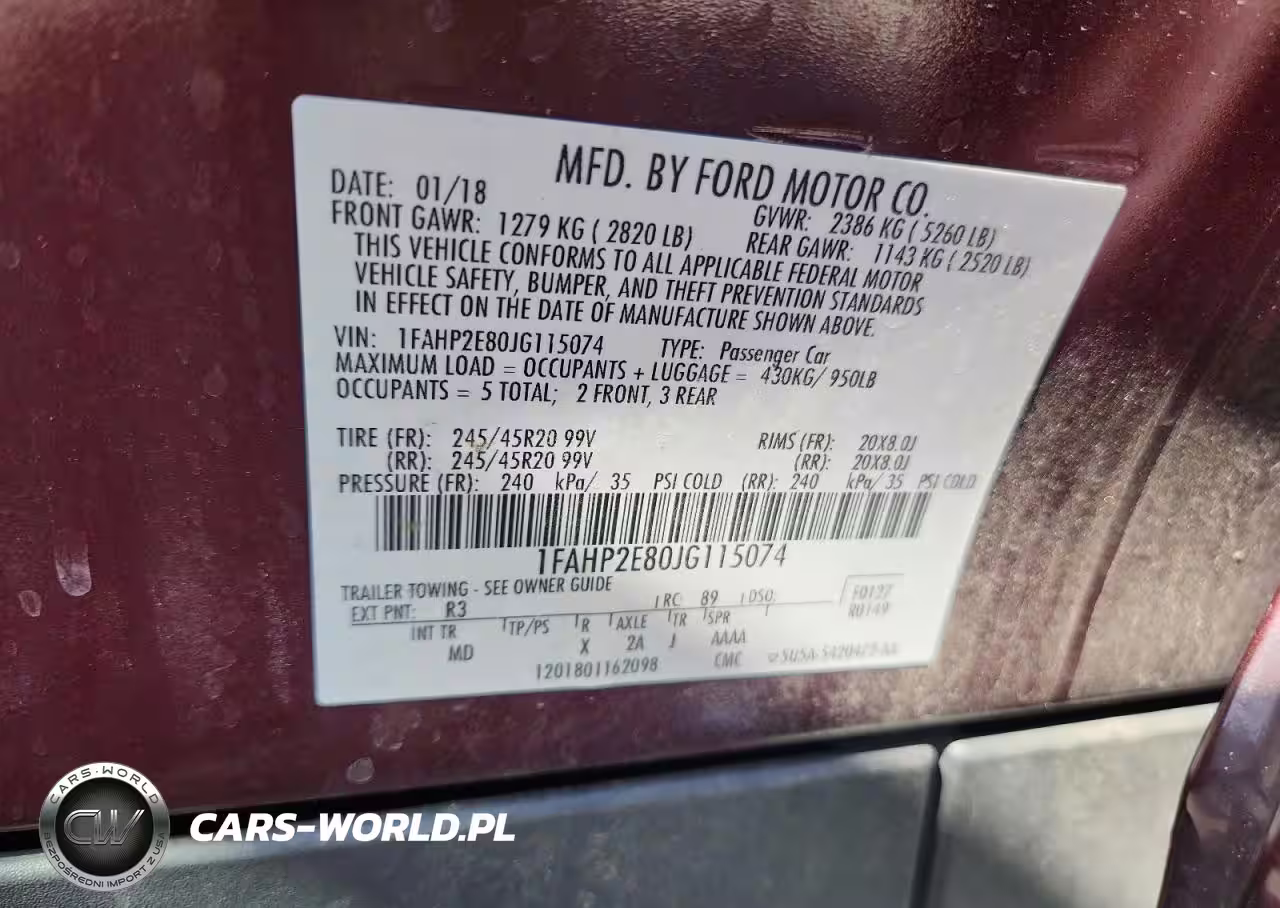 MFD. BY FORD MOTOR CO.
DATE: 01/18 GVWR: 2386 KG ( 5260 LB)
FRONT GAWR: 1279 KG ( 2820 LB) REAR GAWR: 1143 KG ( 2520 LB)
THIS VEHICLE CONFORMS TO ALL APPLICABLE FEDERAL MOTOR
VEHICLE SAFETY, BUMPER, AND THEFT PREVENTION STANDARDS
IN EFFECT ON THE DATE OF MANUFACTURE SHOWN ABOVE.
VIN: 1FAHP2E80JG115074 TYPE: Passenger Car
MAXIMUM LOAD = OCCUPANTS + LUGGAGE = 430KG/ 950LB
OCCUPANTS = 5 TOTAL; 2 FRONT, 3 REAR
TIRE (FR): 245/45R20 99V RIMS (FR): 20X8.0J
(RR): 245/45R20 99V (RR): 20X8.0J
PRESSURE (FR): 240 kPa/ 35 PSI COLD (RR): 240 kPa/ 35 PSI COLD
1FAHP2E80JG115074
TRAILER TOWING - SEE OWNER GUIDE
EXT PNT: R3 RC: 89 DSO:
INT TR TP/PS R AXLE TR SPR
MD X 2A J AAAA
1201801162098 CMC
CARS-WORLD
CW
BEZPOŚREDNI IMPORT Z USA
CARS-WORLD.PL